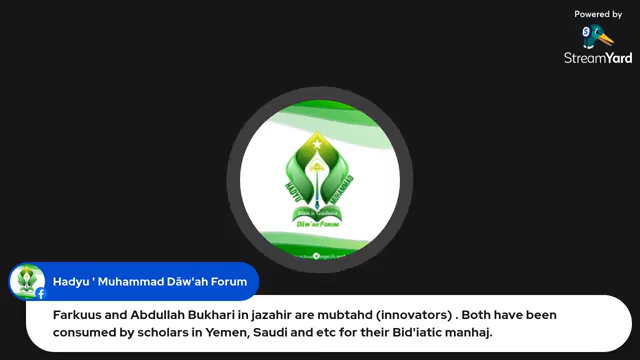 Powered by
StreamYard
HADYU
MUHAMMAD
DĀW'AH FORUM
Hadyu ' Muhammad Dāw'ah Forum
Farkuus and Abdullah Bukhari in jazahir are mubtahd (innovators) . Both have been
consumed by scholars in Yemen, Saudi and etc for their Bid'iatic manhaj.